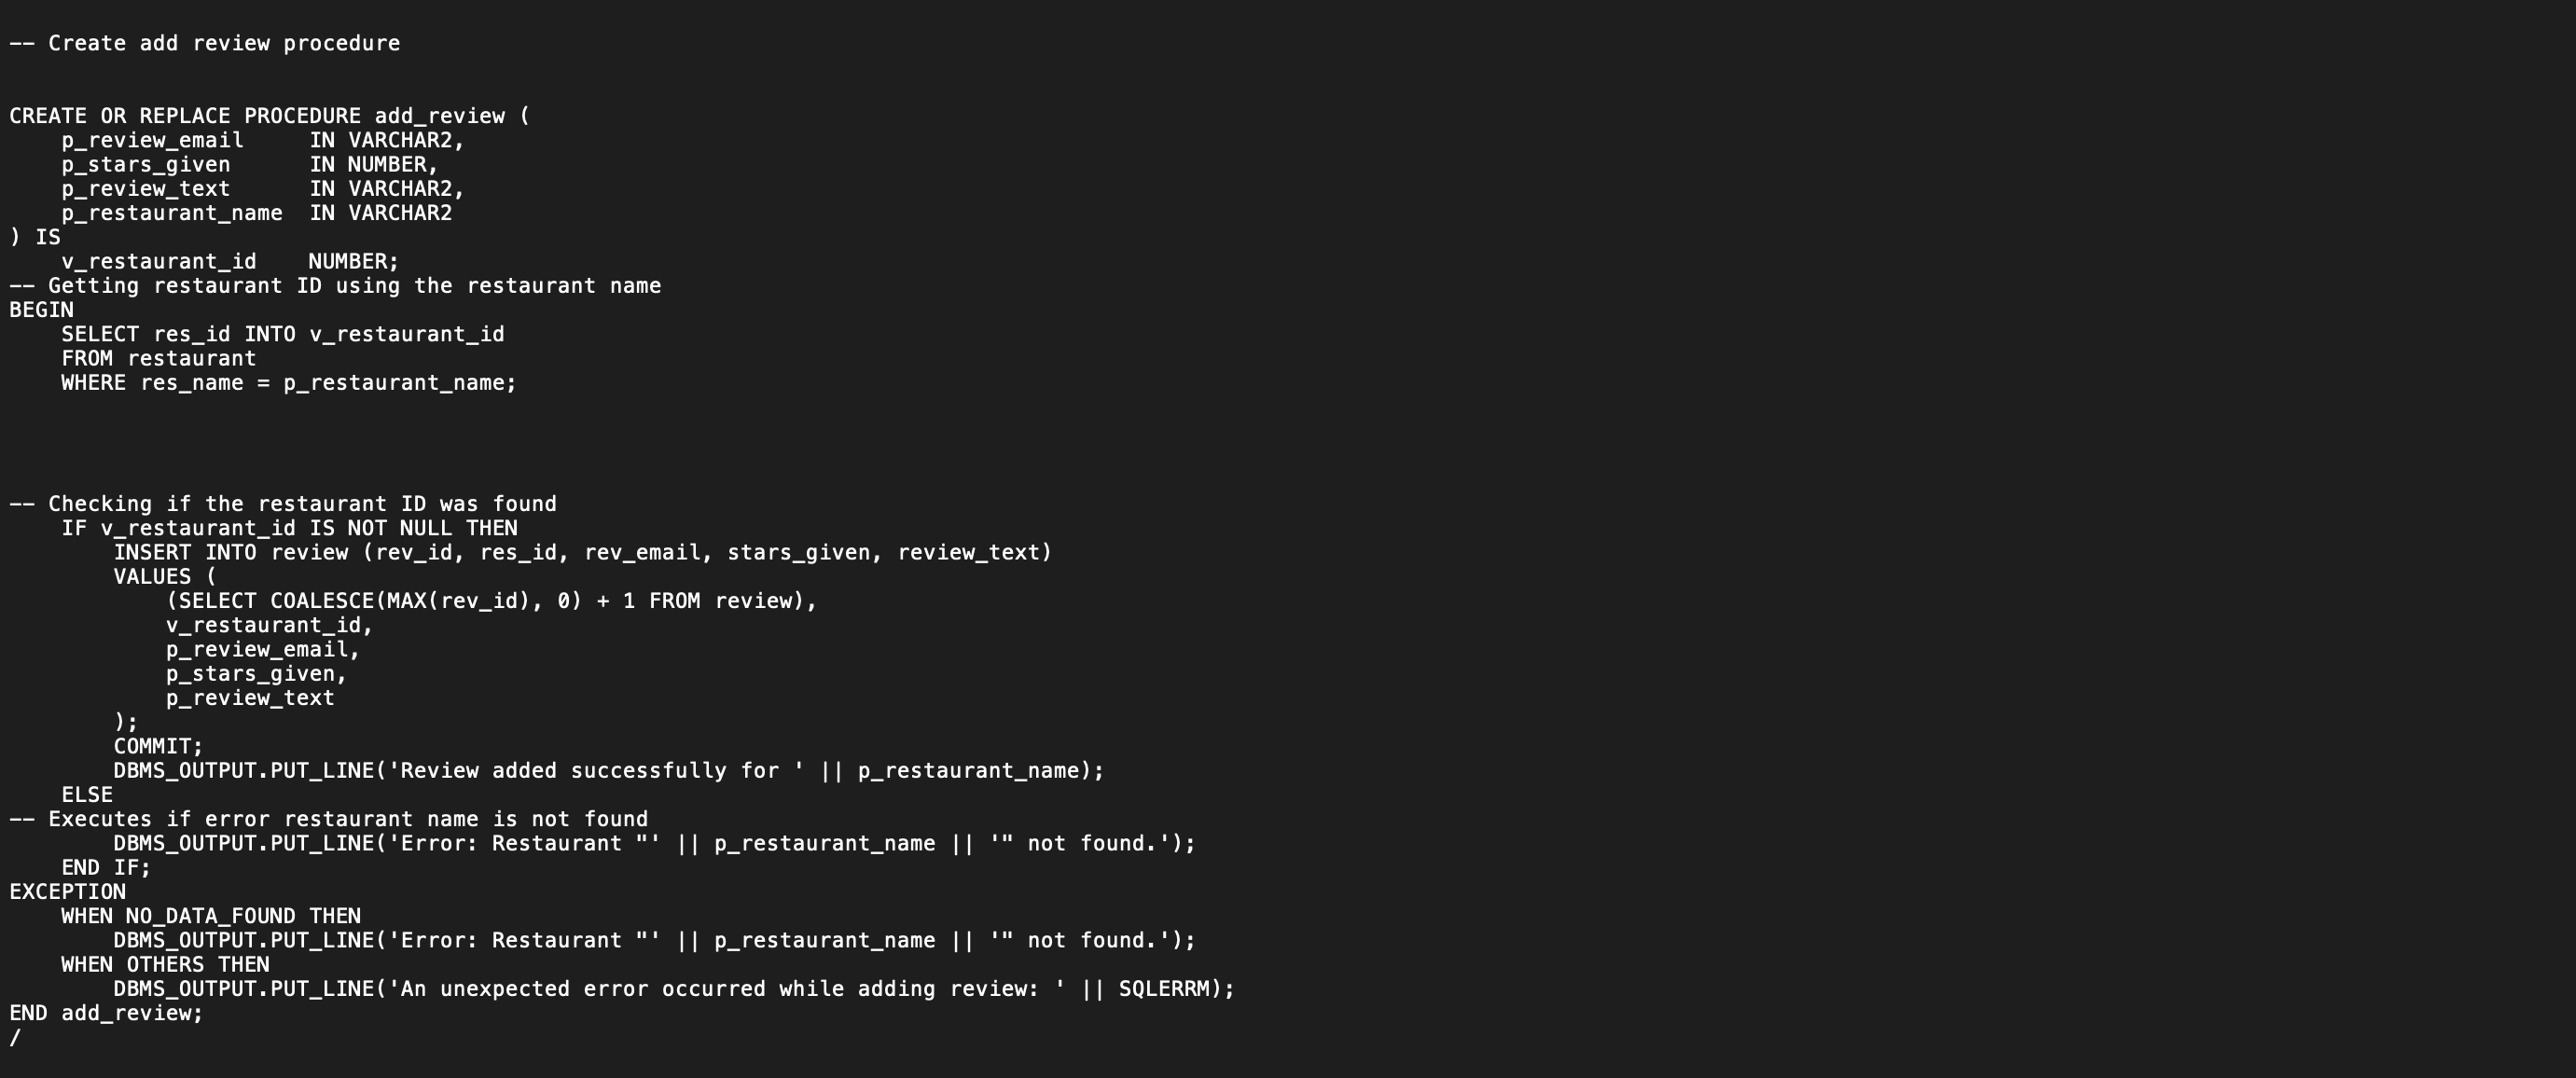 -- Create add review procedure
CREATE OR REPLACE PROCEDURE add_review (
    p_review_email     IN VARCHAR2,
    p_stars_given      IN NUMBER,
    p_review_text      IN VARCHAR2,
    p_restaurant_name  IN VARCHAR2
) IS
    v_restaurant_id    NUMBER;
-- Getting restaurant ID using the restaurant name
BEGIN
    SELECT res_id INTO v_restaurant_id
    FROM restaurant
    WHERE res_name = p_restaurant_name;
-- Checking if the restaurant ID was found
    IF v_restaurant_id IS NOT NULL THEN
        INSERT INTO review (rev_id, res_id, rev_email, stars_given, review_text)
        VALUES (
            (SELECT COALESCE(MAX(rev_id), 0) + 1 FROM review),
            v_restaurant_id,
            p_review_email,
            p_stars_given,
            p_review_text
        );
        COMMIT;
        DBMS_OUTPUT.PUT_LINE('Review added successfully for ' || p_restaurant_name);
    ELSE
-- Executes if error restaurant name is not found
        DBMS_OUTPUT.PUT_LINE('Error: Restaurant "' || p_restaurant_name || '" not found.');
    END IF;
EXCEPTION
    WHEN NO_DATA_FOUND THEN
        DBMS_OUTPUT.PUT_LINE('Error: Restaurant "' || p_restaurant_name || '" not found.');
    WHEN OTHERS THEN
        DBMS_OUTPUT.PUT_LINE('An unexpected error occurred while adding review: ' || SQLERRM);
END add_review;
/